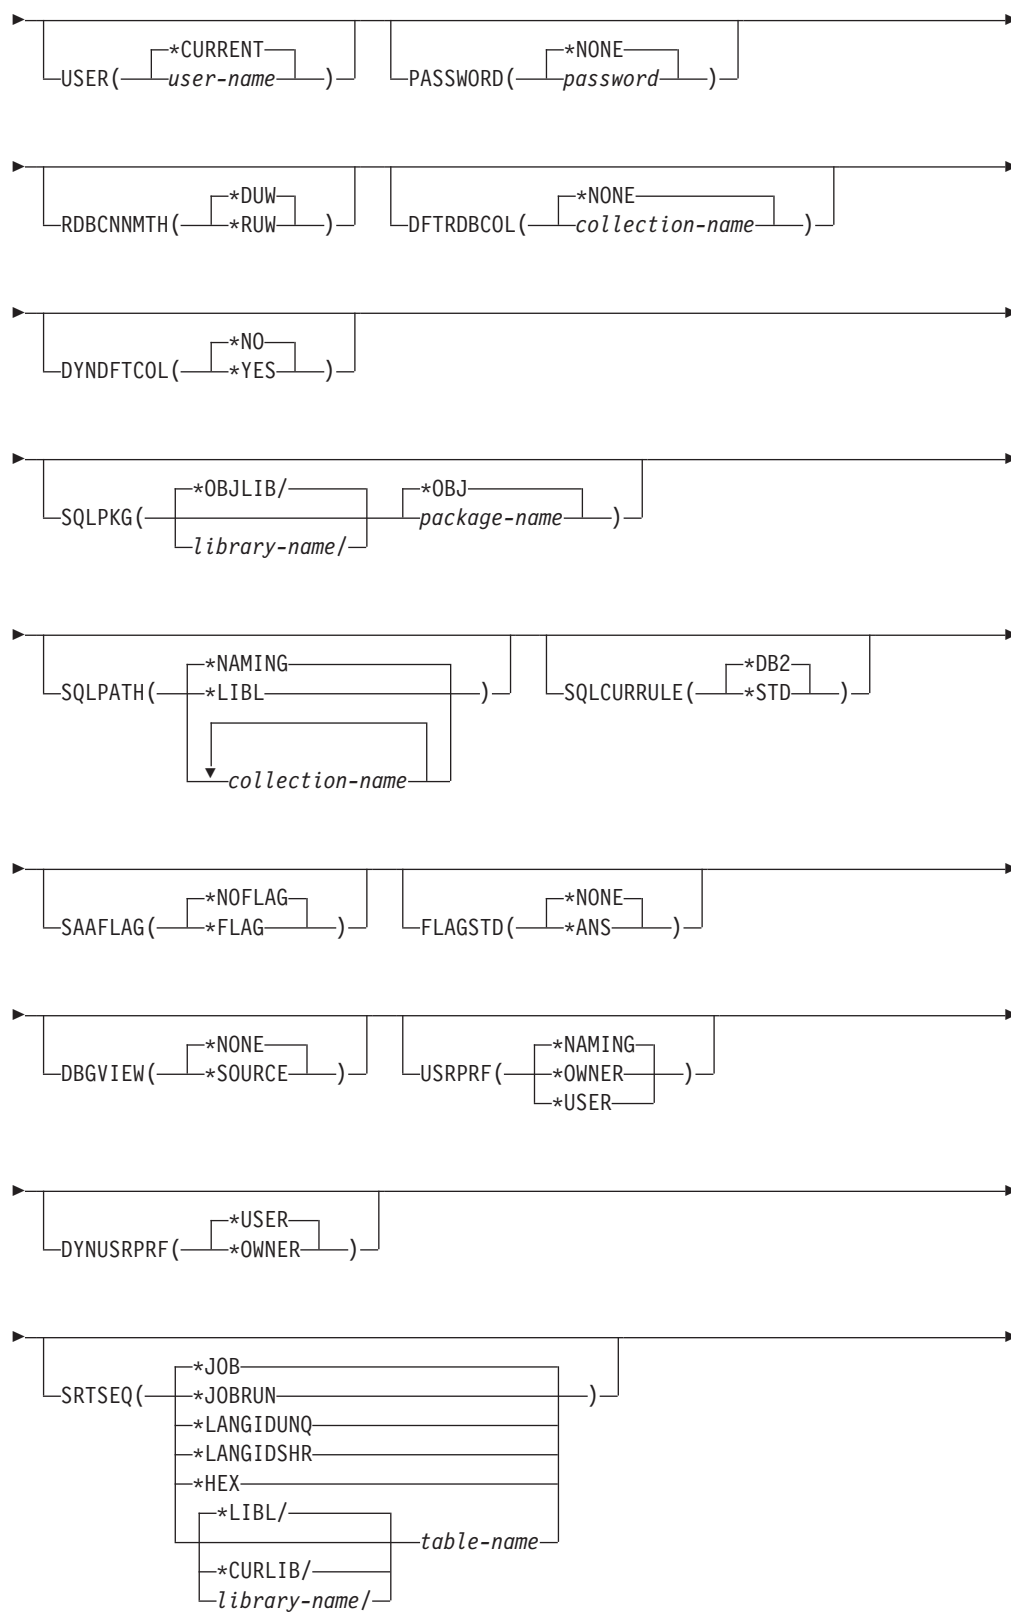 *CURRENT *NONE
USER( user-name ) PASSWORD( password )
*DUW *NONE
RDBCNNMTH( *RUW ) DFTRDBCOL( collection-name )
*NO
DYNDFTCOL( *YES )
*OBJLIB/ *OBJ
SQLPKG( package-name )
library-name/
*NAMING *DB2
SQLPATH( *LIBL ) SQLCURRULE( *STD )
collection-name
*NOFLAG *NONE
SAAFLAG( *FLAG ) FLAGSTD( *ANS )
*NONE *NAMING
DBGVIEW( *SOURCE ) USRPRF( *OWNER )
*USER
*USER
DYNUSRPRF( *OWNER )
*JOB
SRTSEQ( *JOBRUN )
*LANGIDUNQ
*LANGIDSHR
*HEX
*LIBL/
table-name
*CURLIB/
library-name/